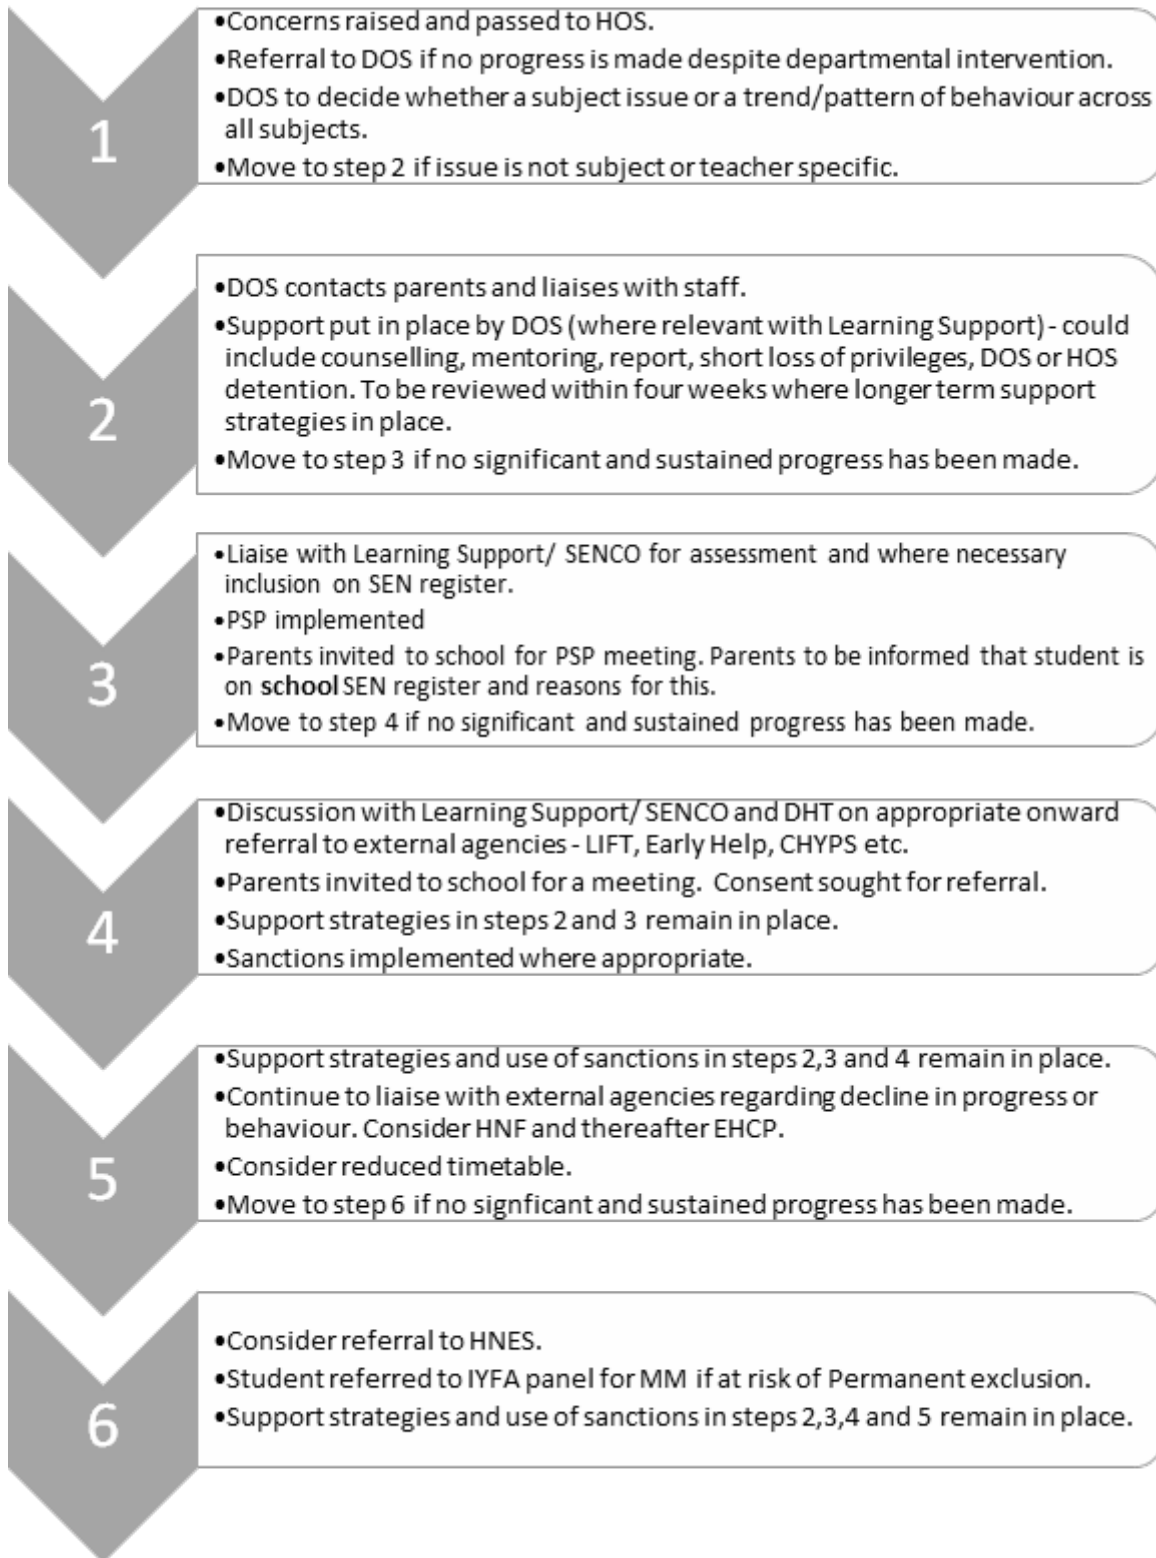 •Concerns raised and passed to HOS.
•Referral to DOS if no progress is made despite departmental intervention.
•DOS to decide whether a subject issue or a trend/pattern of behaviour across
all subjects.
•Move to step 2 if issue is not subject or teacher specific.
1
•DOS contacts parents and liaises with staff.
•Support put in place by DOS (where relevant with Learning Support) - could
include counselling, mentoring, report, short loss of privileges, DOS or HOS
detention. To be reviewed within four weeks where longer term support
strategies in place.
•Move to step 3 if no significant and sustained progress has been made.
2
•Liaise with Learning Support/ SENCO for assessment and where necessary
inclusion on SEN register.
•PSP implemented
•Parents invited to school for PSP meeting. Parents to be informed that student is
on school SEN register and reasons for this.
•Move to step 4 if no significant and sustained progress has been made.
3
•Discussion with Learning Support/ SENCO and DHT on appropriate onward
referral to external agencies - LIFT, Early Help, CHYPS etc.
•Parents invited to school for a meeting. Consent sought for referral.
•Support strategies in steps 2 and 3 remain in place.
•Sanctions implemented where appropriate.
4
•Support strategies and use of sanctions in steps 2,3 and 4 remain in place.
•Continue to liaise with external agencies regarding decline in progress or
behaviour. Consider HNF and thereafter EHCP.
•Consider reduced timetable.
•Move to step 6 if no signficant and sustained progress has been made.
5
•Consider referral to HNES.
•Student referred to IYFA panel for MM if at risk of Permanent exclusion.
•Support strategies and use of sanctions in steps 2,3,4 and 5 remain in place.
6